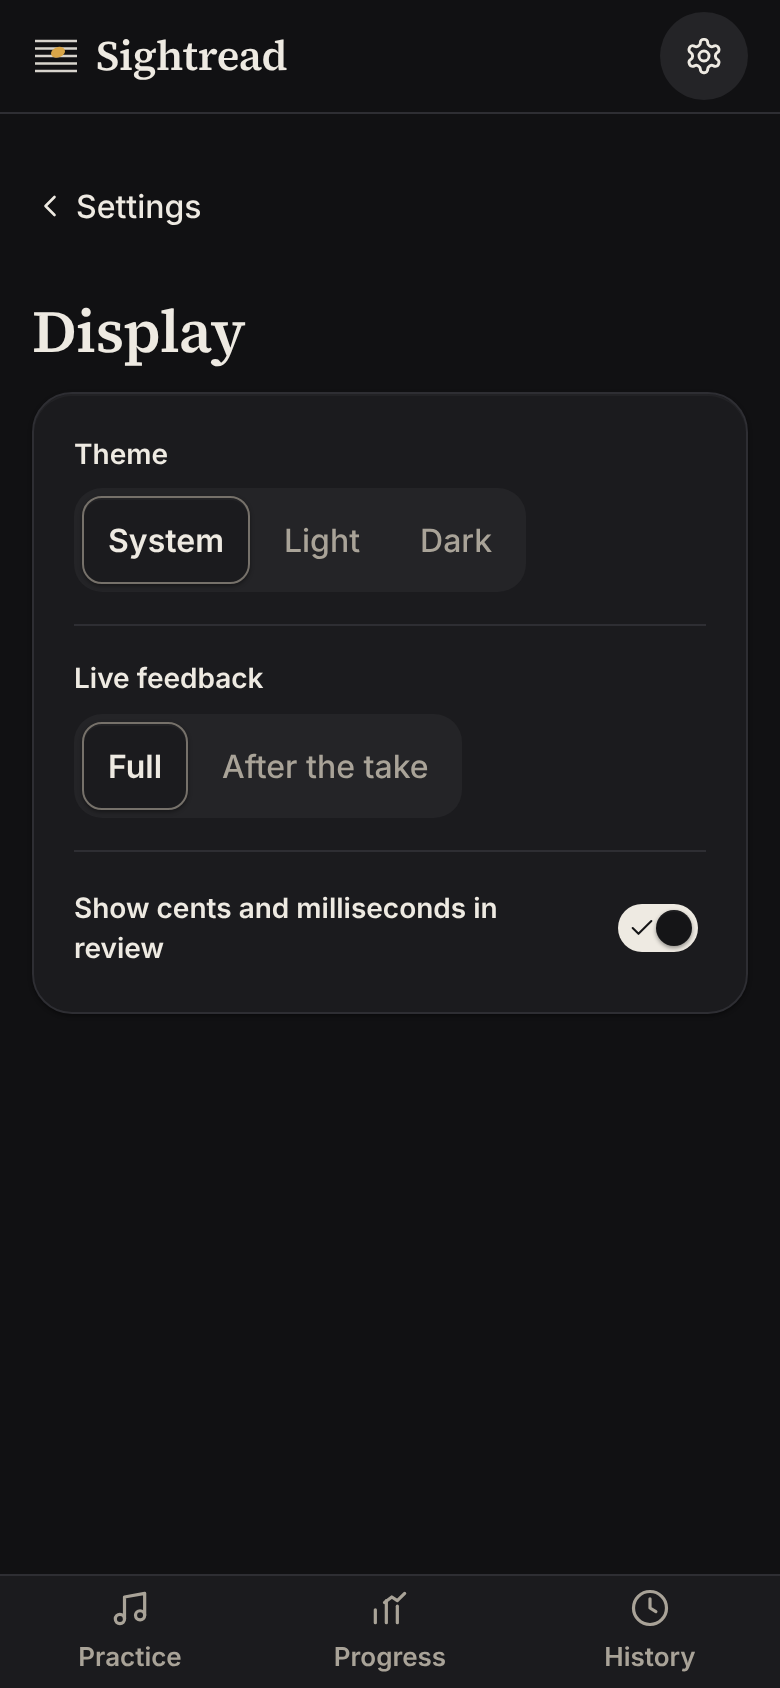 Sightread
Settings
Display
Theme
System Light Dark
Live feedback
Full After the take
Show cents and milliseconds in
review
Practice Progress History